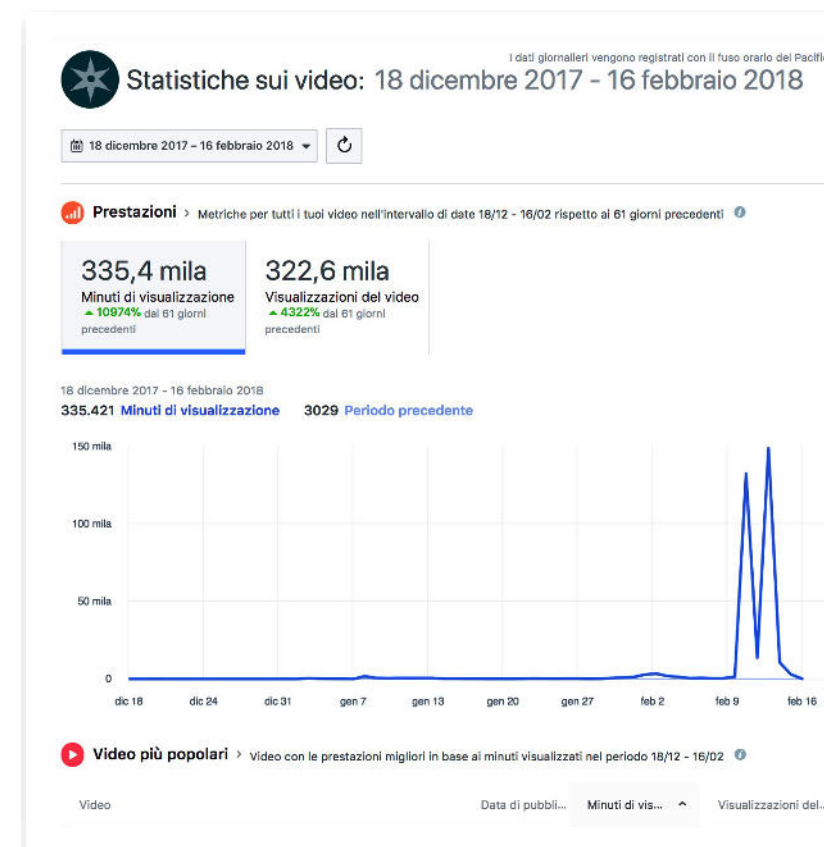 I dati giornalieri vengono registrati con il fuso orario del Pacific
Statistiche sui video: 18 dicembre 2017 – 16 febbraio 2018
18 dicembre 2017 – 16 febbraio 2018
Prestazioni > Metriche per tutti i tuoi video nell'intervallo di date 18/12 - 16/02 rispetto ai 61 giorni precedenti
335,4 mila
Minuti di visualizzazione
10974% dai 61 giorni
precedenti
322,6 mila
Visualizzazioni del video
4322% dai 61 giorni
precedenti
18 dicembre 2017 - 16 febbraio 2018
335.421 Minuti di visualizzazione 3029 Periodo precedente
150 mila
100 mila
50 mila
0
dic 18 dic 24 dic 31 gen 7 gen 13 gen 20 gen 27 feb 2 feb 9 feb 16
Video più popolari > Video con le prestazioni migliori in base ai minuti visualizzati nel periodo 18/12 - 16/02
Video Data di pubbli... Minuti di vis... Visualizzazioni del...